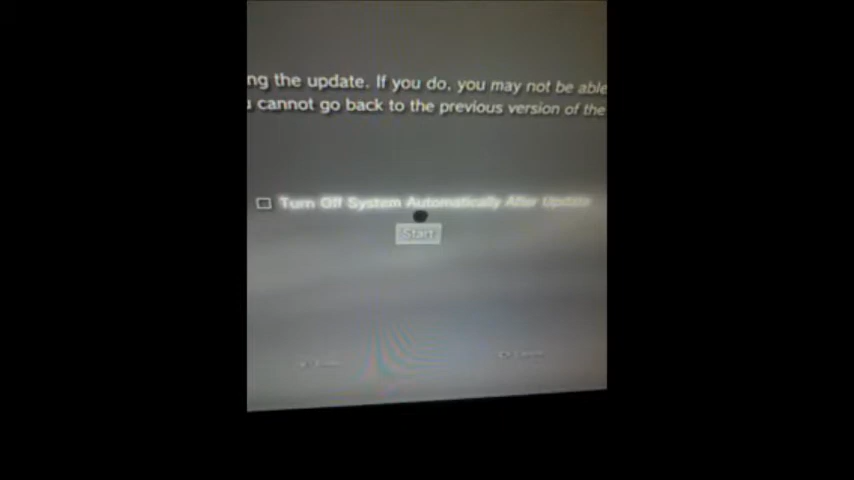 ng the update. If you do, you may not be able
u cannot go back to the previous version of the
Turn Off System Automatically After Update
Start